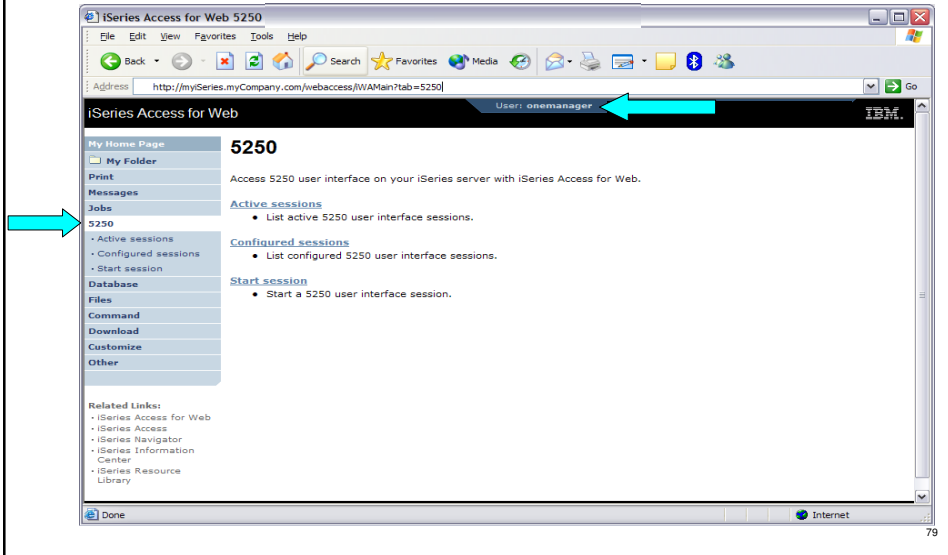 iSeries Access for Web 5250
File Edit View Favorites Tools Help
Back Search Favorites Media
Address http://myiSeries.myCompany.com/webaccess/iWAMain?tab=5250 Go
iSeries Access for Web
User: onemanager
IBM.
My Home Page
My Folder
Print
Messages
Jobs
5250
• Active sessions
• Configured sessions
• Start session
Database
Files
Command
Download
Customize
Other
Related Links:
• iSeries Access for Web
• iSeries Access
• iSeries Navigator
• iSeries Information
Center
• iSeries Resource
Library
5250
Access 5250 user interface on your iSeries server with iSeries Access for Web.
Active sessions
• List active 5250 user interface sessions.
Configured sessions
• List configured 5250 user interface sessions.
Start session
• Start a 5250 user interface session.
Done Internet
79